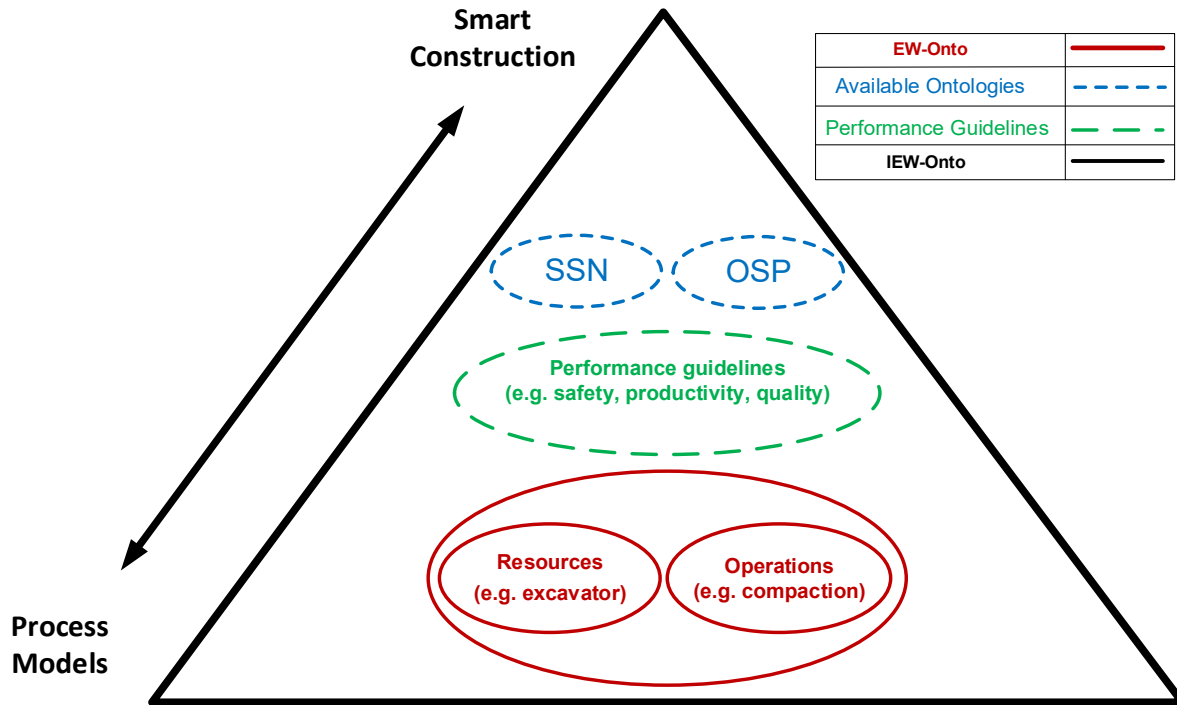 Smart
Construction
EW-Onto
Available Ontologies
Performance Guidelines
IEW-Onto
SSN
OSP
Performance guidelines
(e.g. safety, productivity, quality)
Resources
(e.g. excavator)
Operations
(e.g. compaction)
Process
Models